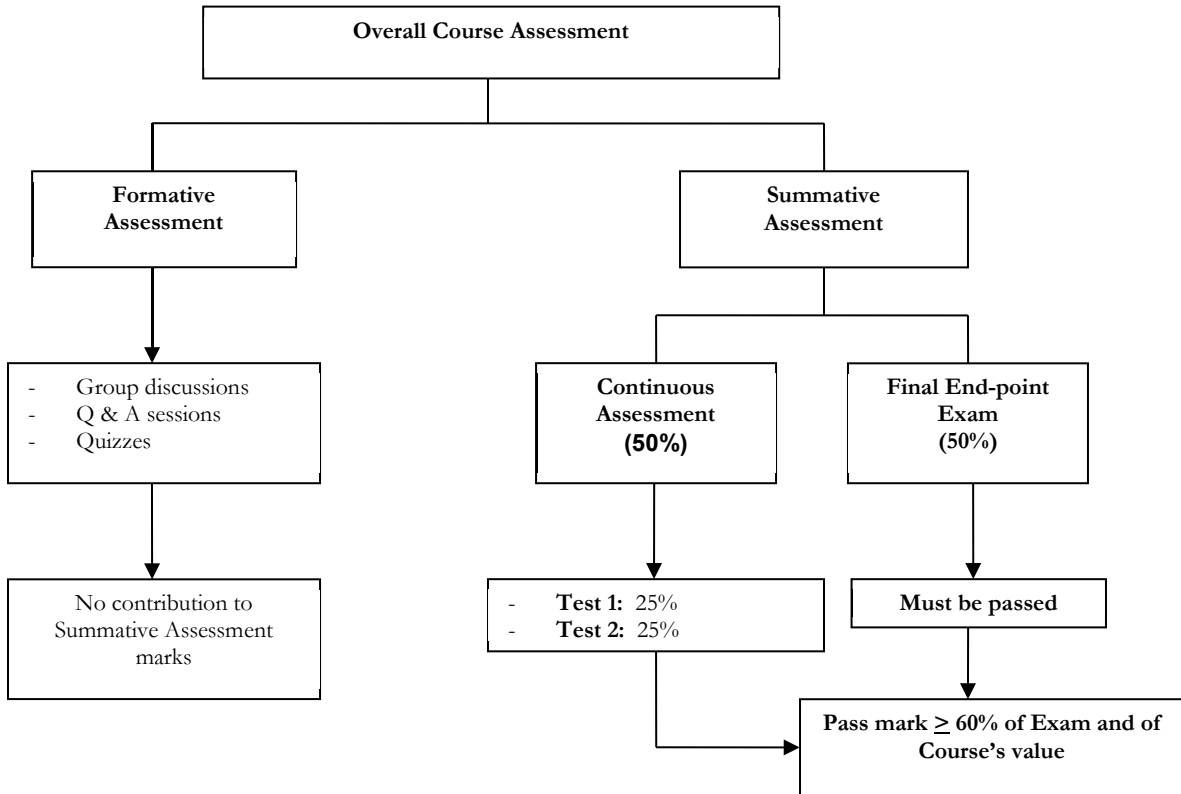 Overall Course Assessment
Formative
Assessment
Summative
Assessment
- Group discussions
- Q & A sessions
- Quizzes
Continuous
Assessment
(50%)
Final End-point
Exam
(50%)
No contribution to
Summative Assessment
marks
- Test 1: 25%
- Test 2: 25%
Must be passed
Pass mark ≥ 60% of Exam and of
Course’s value